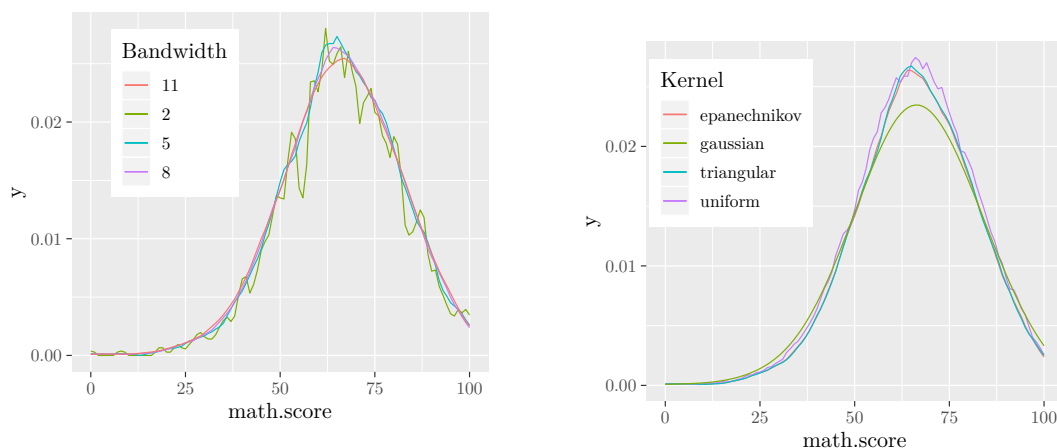 Bandwidth
11
2
5
8
0.02
0.01
0.00
y
0
25
50
75
100
math.score
Kernel
epanechnikov
gaussian
triangular
uniform
0.02
0.01
0.00
y
0
25
50
75
100
math.score